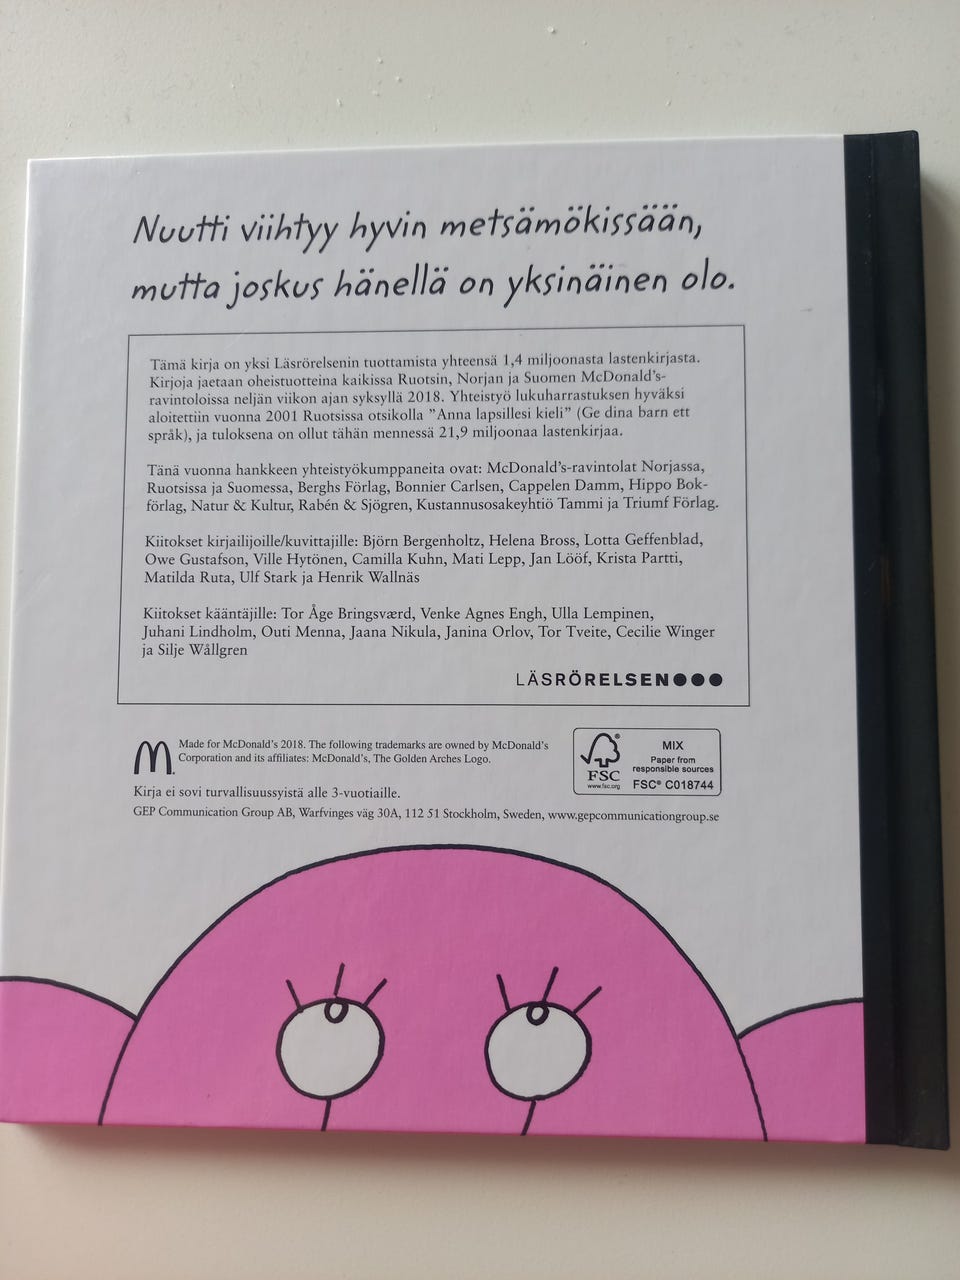 Nuutti viihtyy hyvin metsämökissään,
mutta joskus hänellä on yksinäinen olo.
Tämä kirja on yksi Läsrörelsenin tuottamista yhteensä 1,4 miljoonasta lastenkirjasta.
Kirjoja jaetaan oheistuotteina kaikissa Ruotsin, Norjan ja Suomen McDonald's-
ravintoloissa neljän viikon ajan syksyllä 2018. Yhteistyö lukuharrastuksen hyväksi
aloitettiin vuonna 2001 Ruotsissa otsikolla ”Anna lapsillesi kieli” (Ge dina barn ett
språk), ja tuloksena on ollut tähän mennessä 21,9 miljoonaa lastenkirjaa.
Tänä vuonna hankkeen yhteistyökumppaneita ovat: McDonald's-ravintolat Norjassa,
Ruotsissa ja Suomessa, Berghs Förlag, Bonnier Carlsen, Cappelen Damm, Hippo Bok-
förlag, Natur & Kultur, Rabén & Sjögren, Kustannusosakeyhtiö Tammi ja Triumf Förlag.
Kiitokset kirjailijoille/kuvittajille: Björn Bergenholtz, Helena Bross, Lotta Geffenblad,
Owe Gustafson, Ville Hytönen, Camilla Kuhn, Mati Lepp, Jan Lööf, Krista Partti,
Matilda Ruta, Ulf Stark ja Henrik Wallnäs
Kiitokset kääntäjille: Tor Åge Bringsværd, Venke Agnes Engh, Ulla Lempinen,
Juhani Lindholm, Outi Menna, Jaana Nikula, Janina Orlov, Tor Tveite, Cecilie Winger
ja Silje Wållgren
LÄSRÖRELSEN
Made for McDonald's 2018. The following trademarks are owned by McDonald's
Corporation and its affiliates: McDonald's, The Golden Arches Logo.
Kirja ei sovi turvallisuussyistä alle 3-vuotiaille.
GEP Communication Group AB, Warfvinges väg 30A, 112 51 Stockholm, Sweden, www.gepcommunicationgroup.se
FSC
www.fsc.org
MIX
Paper from
responsible sources
FSC® C018744